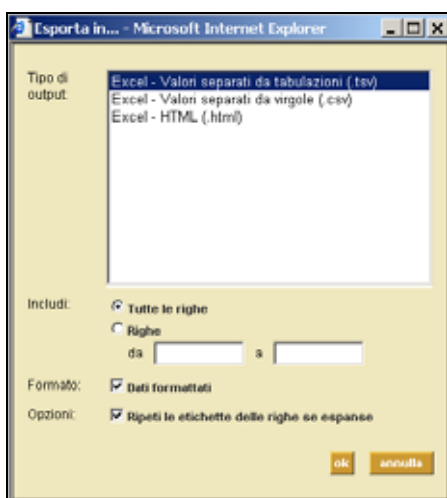 Esporta in... - Microsoft Internet Explorer
Tipo di output:
Excel - Valori separati da tabulazioni (.tsv)
Excel - Valori separati da virgole (.csv)
Excel - HTML (.html)
Includi:
Tutte le righe
Righe
da a
Formato:
Dati formattati
Opzioni:
Ripeti le etichette delle righe se espanse
ok annulla